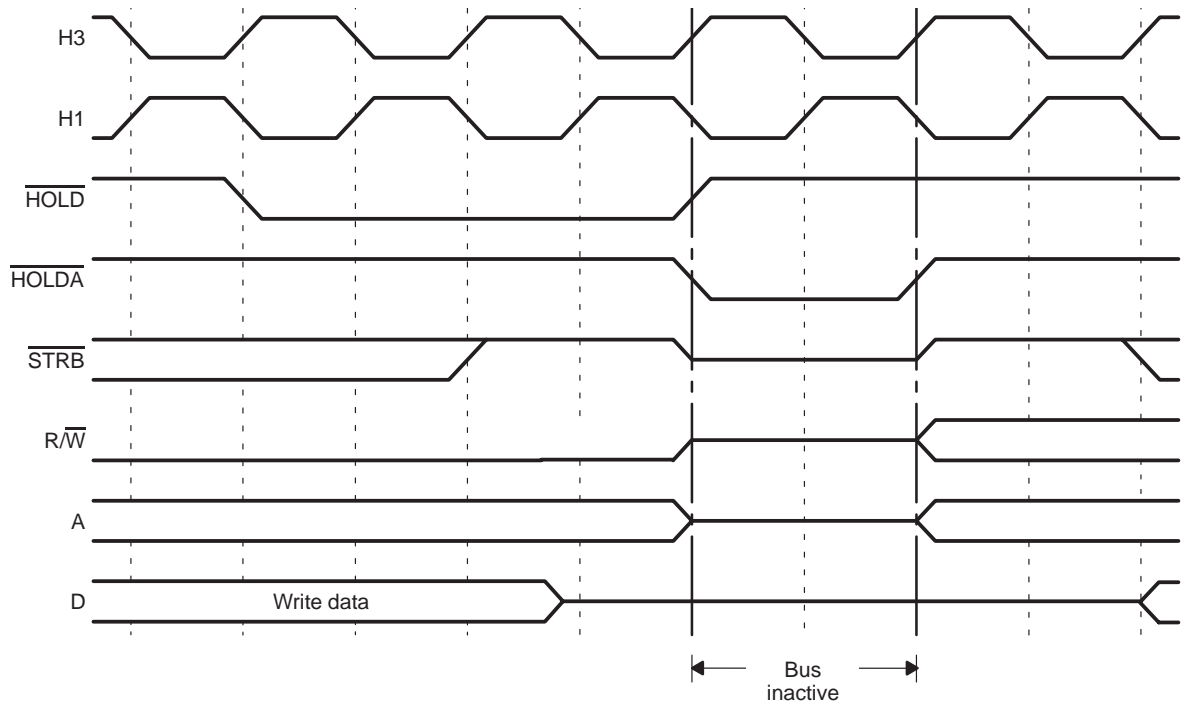 H3
H1
HOLD
HOLDA
STRB
R/W
A
D
Write data
Bus
inactive